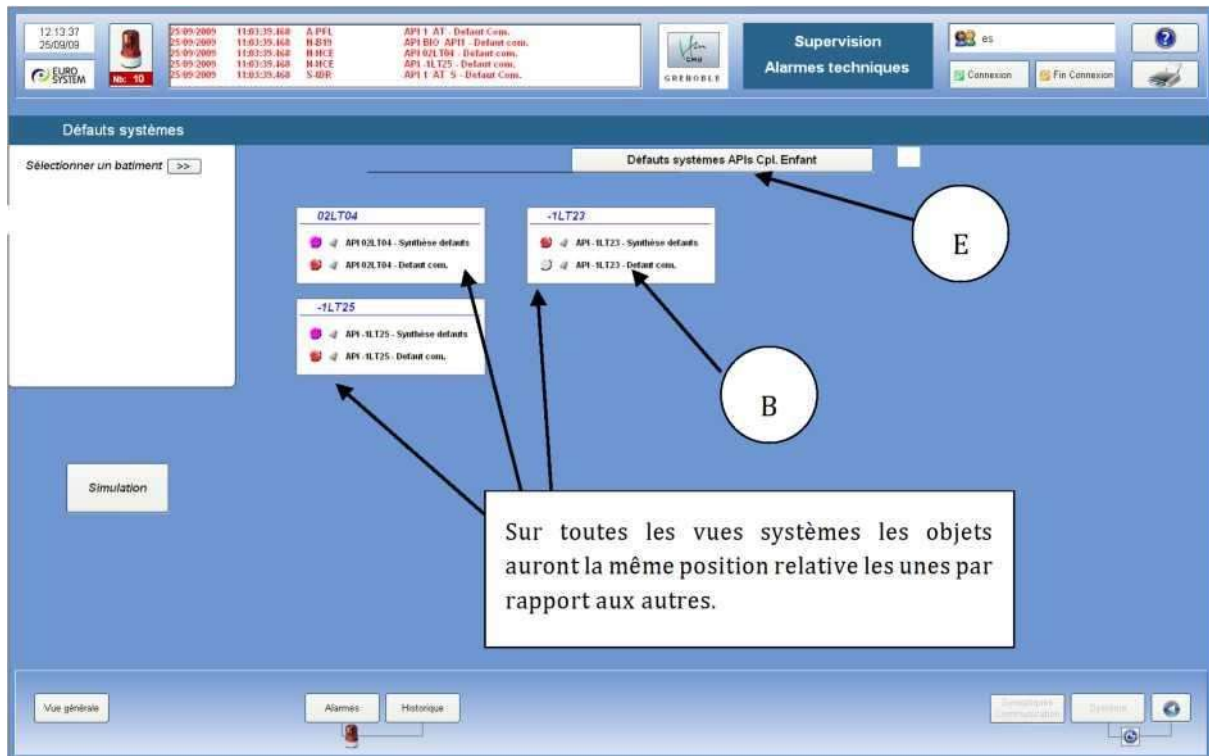 12:13:37
25/09/09
EURO
SYSTEM
Nb: 10
25/09/2009 11:03:39.468 A-PFL API 1 AT - Defaut Com.
25/09/2009 11:03:39.468 H-B19 API BIO API1 - Defaut com.
25/09/2009 11:03:39.468 H-HCE API 02LT04 - Defaut com.
25/09/2009 11:03:39.468 H-HCE API -1LT25 - Defaut com.
25/09/2009 11:03:39.468 API 1 AT 5 - Defaut Com.
CHU
GRENOBLE
Supervision
Alarmes techniques
es
Connexion
Fin Connexion
?
Défauts systèmes
Sélectionner un batiment >>
Défauts systèmes APIs Cpl. Enfant
02LT04
API 02LT04 - Synthèse defauts
API 02LT04 - Defaut com.
-1LT23
API -1LT23 - Synthèse defauts
API -1LT23 - Defaut com.
E
-1LT25
API -1LT25 - Synthèse defauts
API -1LT25 - Defaut com.
B
Simulation
Sur toutes les vues systèmes les objets
auront la même position relative les unes par
rapport aux autres.
Vue générale
Alarmes
Historique
Système